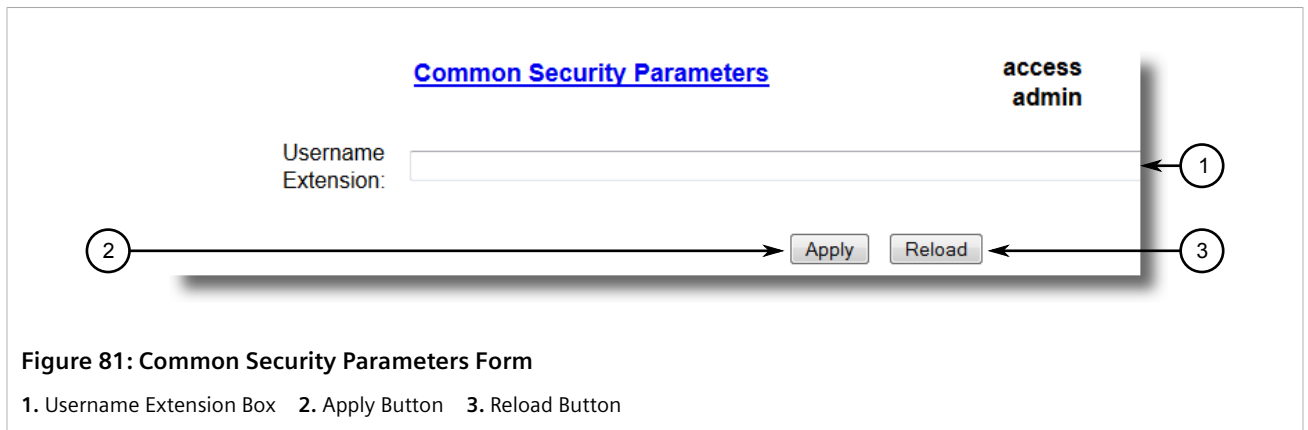 Common Security Parameters
access
admin
Username
Extension:
1
2
Apply Reload
3
Figure 81: Common Security Parameters Form
1. Username Extension Box 2. Apply Button 3. Reload Button